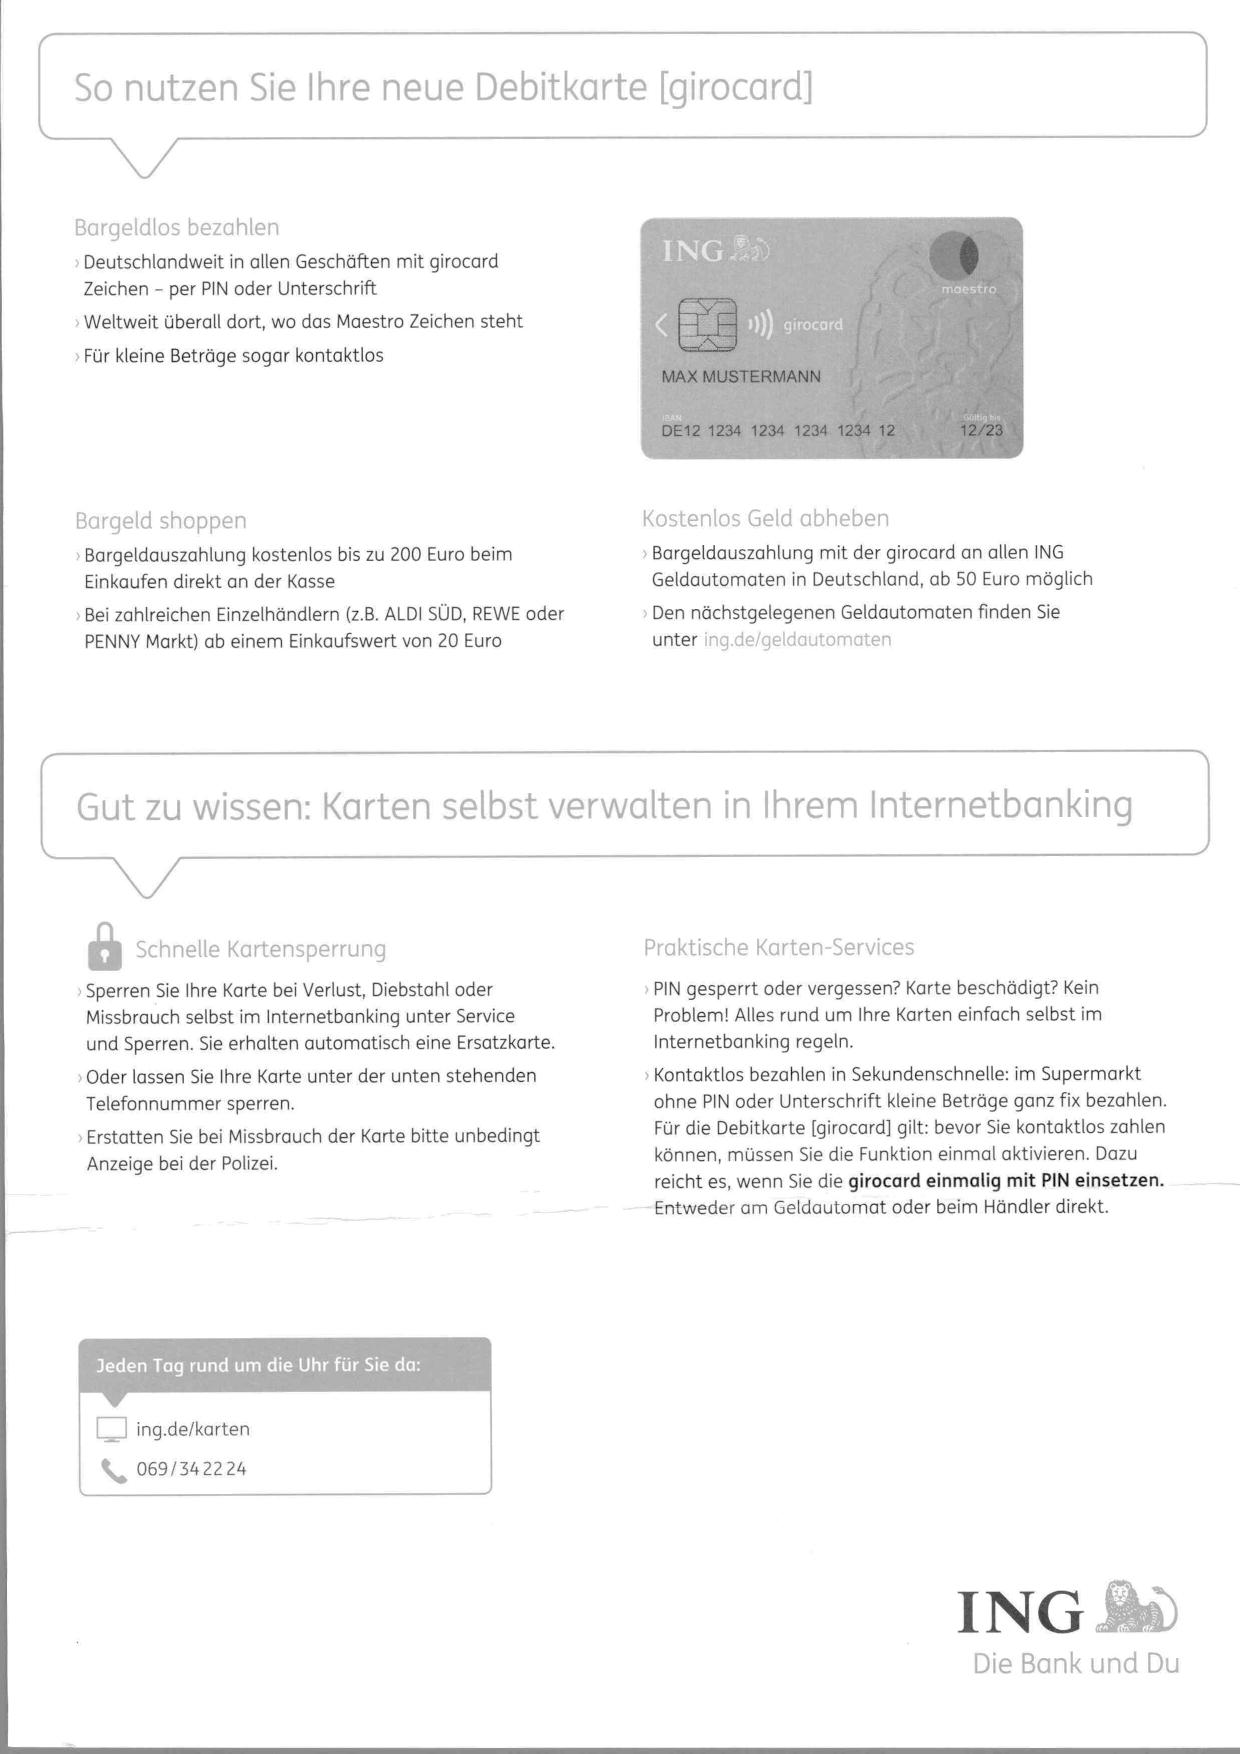 So nutzen Sie Ihre neue Debitkarte [girocard]
Bargeldlos bezahlen
› Deutschlandweit in allen Geschäften mit girocard
Zeichen – per PIN oder Unterschrift
› Weltweit überall dort, wo das Maestro Zeichen steht
› Für kleine Beträge sogar kontaktlos
ING
maestro
girocard
MAX MUSTERMANN
IBAN
Gültig bis
DE12 1234 1234 1234 1234 12
12/23
Bargeld shoppen
› Bargeldauszahlung kostenlos bis zu 200 Euro beim
Einkaufen direkt an der Kasse
› Bei zahlreichen Einzelhändlern (z.B. ALDI SÜD, REWE oder
PENNY Markt) ab einem Einkaufswert von 20 Euro
Kostenlos Geld abheben
› Bargeldauszahlung mit der girocard an allen ING
Geldautomaten in Deutschland, ab 50 Euro möglich
› Den nächstgelegenen Geldautomaten finden Sie
unter ing.de/geldautomaten
Gut zu wissen: Karten selbst verwalten in Ihrem Internetbanking
Schnelle Kartensperrung
› Sperren Sie Ihre Karte bei Verlust, Diebstahl oder
Missbrauch selbst im Internetbanking unter Service
und Sperren. Sie erhalten automatisch eine Ersatzkarte.
› Oder lassen Sie Ihre Karte unter der unten stehenden
Telefonnummer sperren.
› Erstatten Sie bei Missbrauch der Karte bitte unbedingt
Anzeige bei der Polizei.
Praktische Karten-Services
› PIN gesperrt oder vergessen? Karte beschädigt? Kein
Problem! Alles rund um Ihre Karten einfach selbst im
Internetbanking regeln.
› Kontaktlos bezahlen in Sekundenschnelle: im Supermarkt
ohne PIN oder Unterschrift kleine Beträge ganz fix bezahlen.
Für die Debitkarte [girocard] gilt: bevor Sie kontaktlos zahlen
können, müssen Sie die Funktion einmal aktivieren. Dazu
reicht es, wenn Sie die girocard einmalig mit PIN einsetzen.
Entweder am Geldautomat oder beim Händler direkt.
Jeden Tag rund um die Uhr für Sie da:
ing.de/karten
069/34 22 24
ING
Die Bank und Du